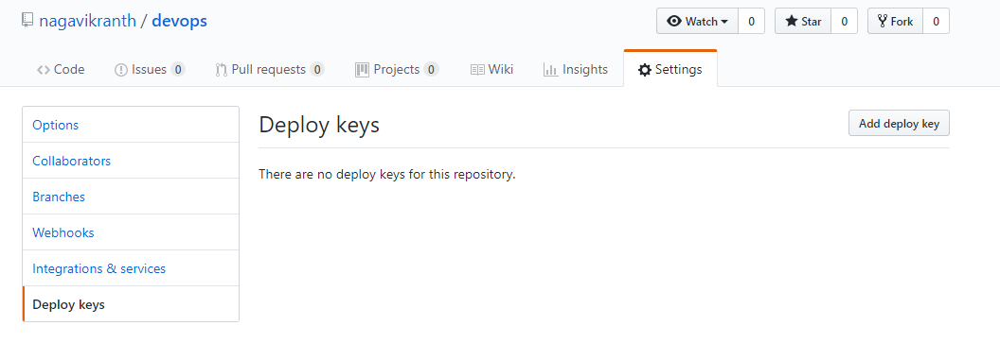 nagavikranth / devops
Watch 0 Star 0 Fork 0
Code Issues 0 Pull requests 0 Projects 0 Wiki Insights Settings
Options
Collaborators
Branches
Webhooks
Integrations & services
Deploy keys
Deploy keys Add deploy key
There are no deploy keys for this repository.